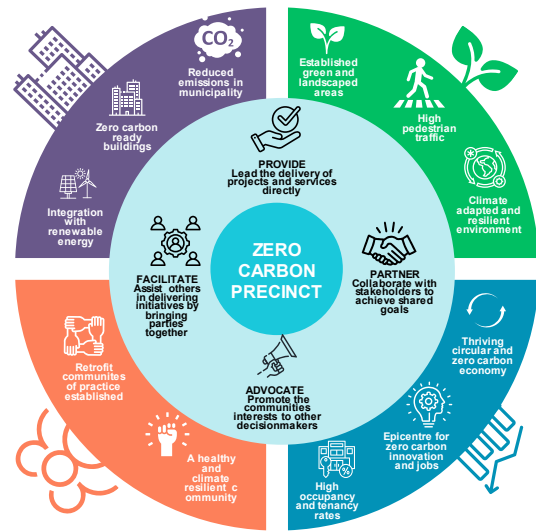 CO₂
Reduced
emissions in
municipality
Zero carbon
ready
buildings
Integration
with
renewable
energy
Established
green and
landscaped
areas
High
pedestrian
traffic
Climate
adapted and
resilient
environment
PROVIDE
Lead the delivery of
projects and services
directly
FACILITATE
Assist others
in delivering
initiatives by
bringing
parties
together
ZERO
CARBON
PRECINCT
PARTNER
Collaborate with
stakeholders to
achieve shared
goals
ADVOCATE
Promote the
communities
interests to other
decisionmakers
Retrofit
communites
of practice
established
A healthy
and
climate
resilient c
ommunity
Thriving
circular and
zero carbon
economy
Epicentre for
zero carbon
innovation
and jobs
%
High
occupancy
and tenancy
rates